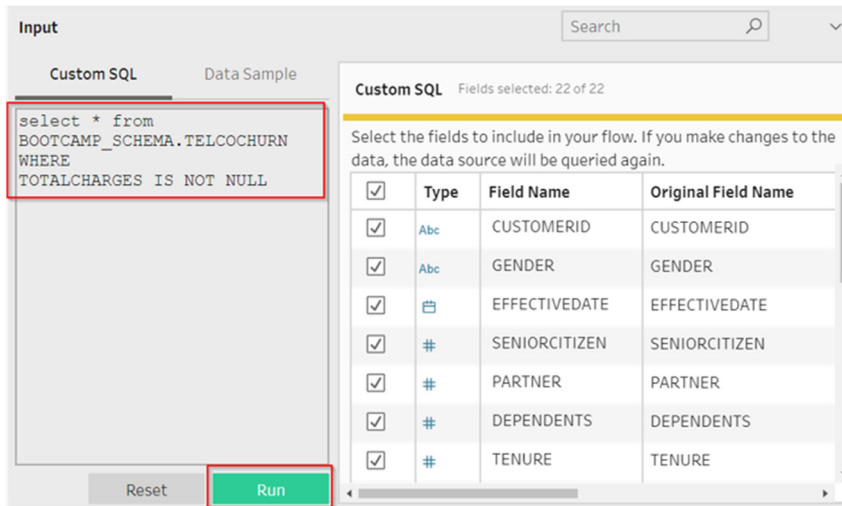 Input
Search
Custom SQL
Data Sample
select * from
BOOTCAMP_SCHEMA.TELCOCHURN
WHERE
TOTALCHARGES IS NOT NULL
Reset
Run
Custom SQL Fields selected: 22 of 22
Select the fields to include in your flow. If you make changes to the
data, the data source will be queried again.
Type Field Name Original Field Name
Abc CUSTOMERID CUSTOMERID
Abc GENDER GENDER
EFFECTIVEDATE EFFECTIVEDATE
# SENIORCITIZEN SENIORCITIZEN
# PARTNER PARTNER
# DEPENDENTS DEPENDENTS
# TENURE TENURE